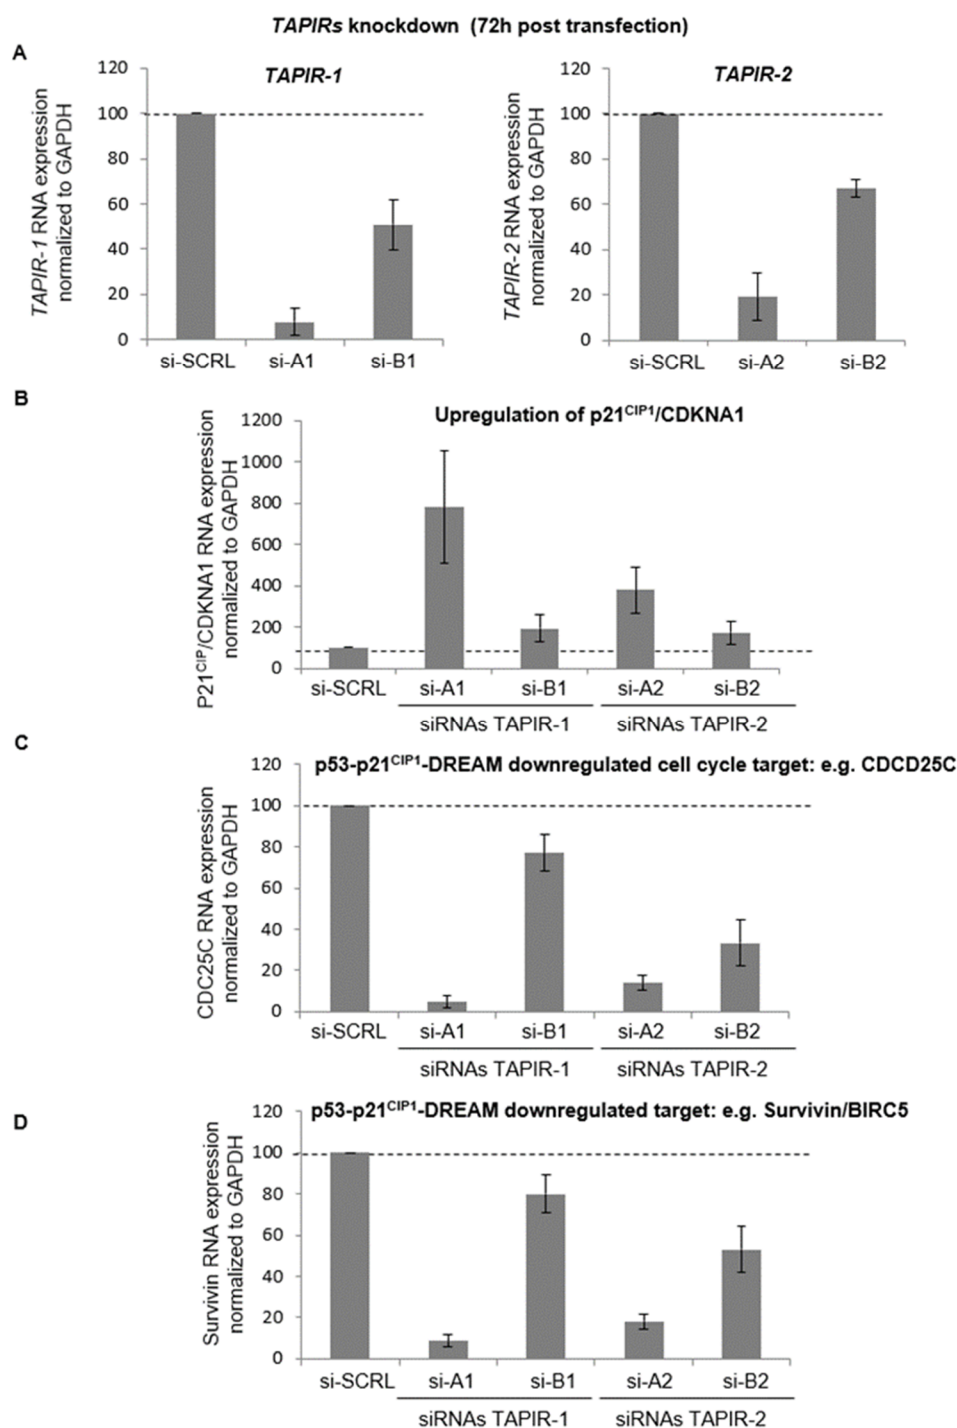 TAPIRs knockdown (72h post transfection)
A
TAPIR-1
TAPIR-1 RNA expression
normalized to GAPDH
120
100
80
60
40
20
0
si-SCRL si-A1 si-B1
TAPIR-2
TAPIR-2 RNA expression
normalized to GAPDH
120
100
80
60
40
20
0
si-SCRL si-A2 si-B2
B
Upregulation of p21CIP1/CDKNA1
P21CIP/CDKNA1 RNA expression
normalized to GAPDH
1200
1000
800
600
400
200
0
si-SCRL si-A1 si-B1 si-A2 si-B2
siRNAs TAPIR-1 siRNAs TAPIR-2
C
p53-p21CIP1-DREAM downregulated cell cycle target: e.g. CDCD25C
CDC25C RNA expression
normalized to GAPDH
120
100
80
60
40
20
0
si-SCRL si-A1 si-B1 si-A2 si-B2
siRNAs TAPIR-1 siRNAs TAPIR-2
D
p53-p21CIP1-DREAM downregulated target: e.g. Survivin/BIRC5
Survivin RNA expression
normalized to GAPDH
120
100
80
60
40
20
0
si-SCRL si-A1 si-B1 si-A2 si-B2
siRNAs TAPIR-1 siRNAs TAPIR-2